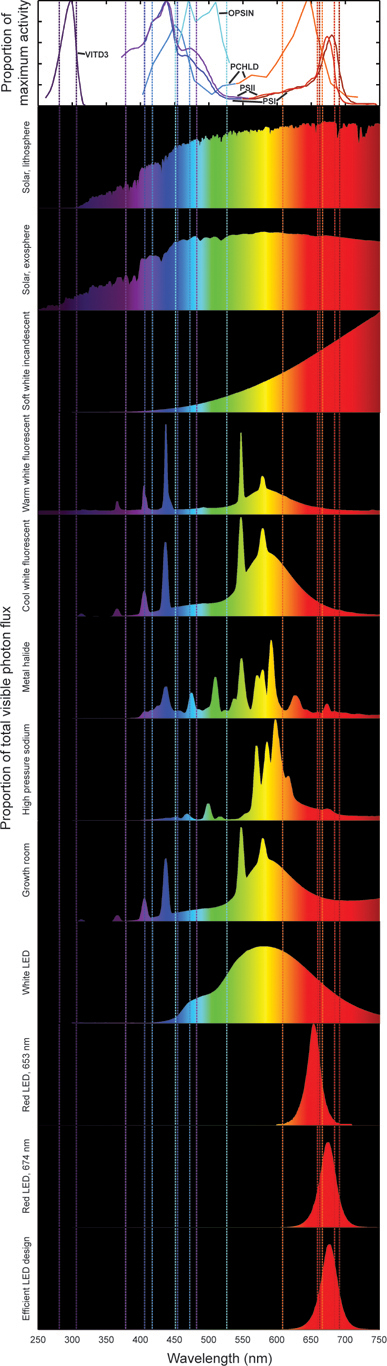 Proportion of
maximum activity
VITD3
OPSIN
PCHLD
PSII
PSI
Proportion of total visible photon flux
Solar, lithosphere
Solar, exosphere
Soft white incandescent
Warm white fluorescent
Cool white fluorescent
Metal halide
High pressure sodium
Growth room
White LED
Red LED, 653 nm
Red LED, 674 nm
Efficient LED design
250 300 350 400 450 500 550 600 650 700 750
Wavelength (nm)